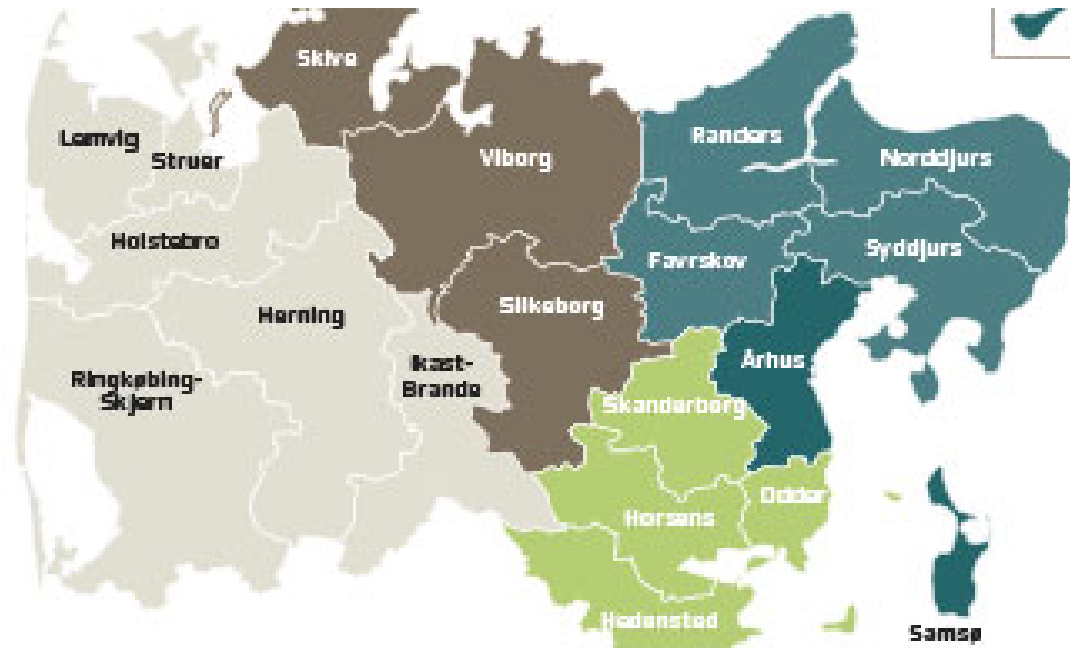 Skive
Lemvig
Struer
Viborg
Randers
Norddjurs
Holstebro
Favrskov
Syddjurs
Herning
Silkeborg
Ikast-
Brande
Århus
Ringkøbing-
Skjern
Skanderborg
Odder
Horsens
Hedensted
Samsø